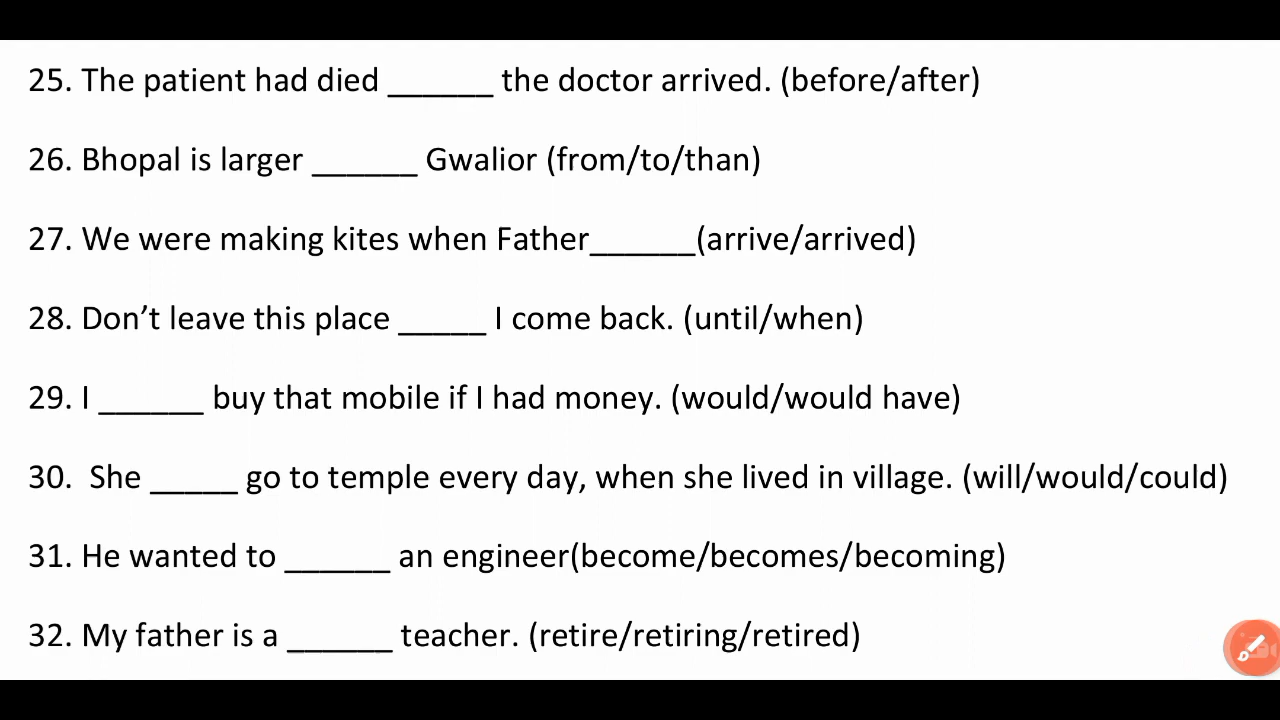 25. The patient had died ______ the doctor arrived. (before/after)
26. Bhopal is larger ______ Gwalior (from/to/than)
27. We were making kites when Father______(arrive/arrived)
28. Don’t leave this place _____ I come back. (until/when)
29. I ______ buy that mobile if I had money. (would/would have)
30.  She _____ go to temple every day, when she lived in village. (will/would/could)
31. He wanted to ______ an engineer(become/becomes/becoming)
32. My father is a ______ teacher. (retire/retiring/retired)